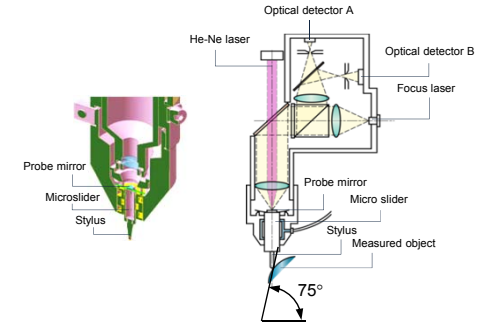 Optical detector A
He-Ne laser
Optical detector B
Focus laser
Probe mirror
Microslider
Stylus
Probe mirror
Micro slider
Stylus
Measured object
75°